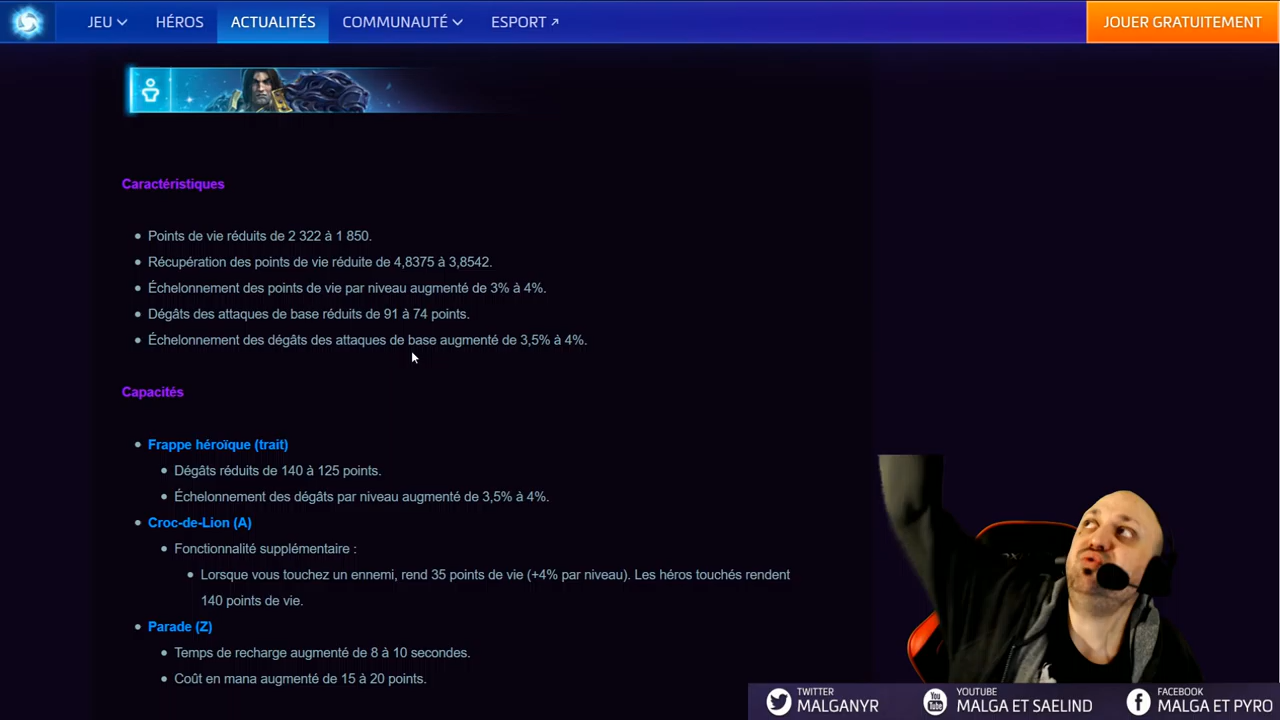 JEU HÉROS ACTUALITÉS COMMUNAUTÉ ESPORT JOUER GRATUITEMENT
Caractéristiques
Points de vie réduits de 2 322 à 1 850.
Récupération des points de vie réduite de 4,8375 à 3,8542.
Échelonnement des points de vie par niveau augmenté de 3% à 4%.
Dégâts des attaques de base réduits de 91 à 74 points.
Échelonnement des dégâts des attaques de base augmenté de 3,5% à 4%.
Capacités
Frappe héroïque (trait)
Dégâts réduits de 140 à 125 points.
Échelonnement des dégâts par niveau augmenté de 3,5% à 4%.
Croc-de-Lion (A)
Fonctionnalité supplémentaire :
Lorsque vous touchez un ennemi, rend 35 points de vie (+4% par niveau). Les héros touchés rendent
140 points de vie.
Parade (Z)
Temps de recharge augmenté de 8 à 10 secondes.
Coût en mana augmenté de 15 à 20 points.
TWITTER
MALGANYR
YOUTUBE
MALGA ET SAELIND
FACEBOOK
MALGA ET PYRO